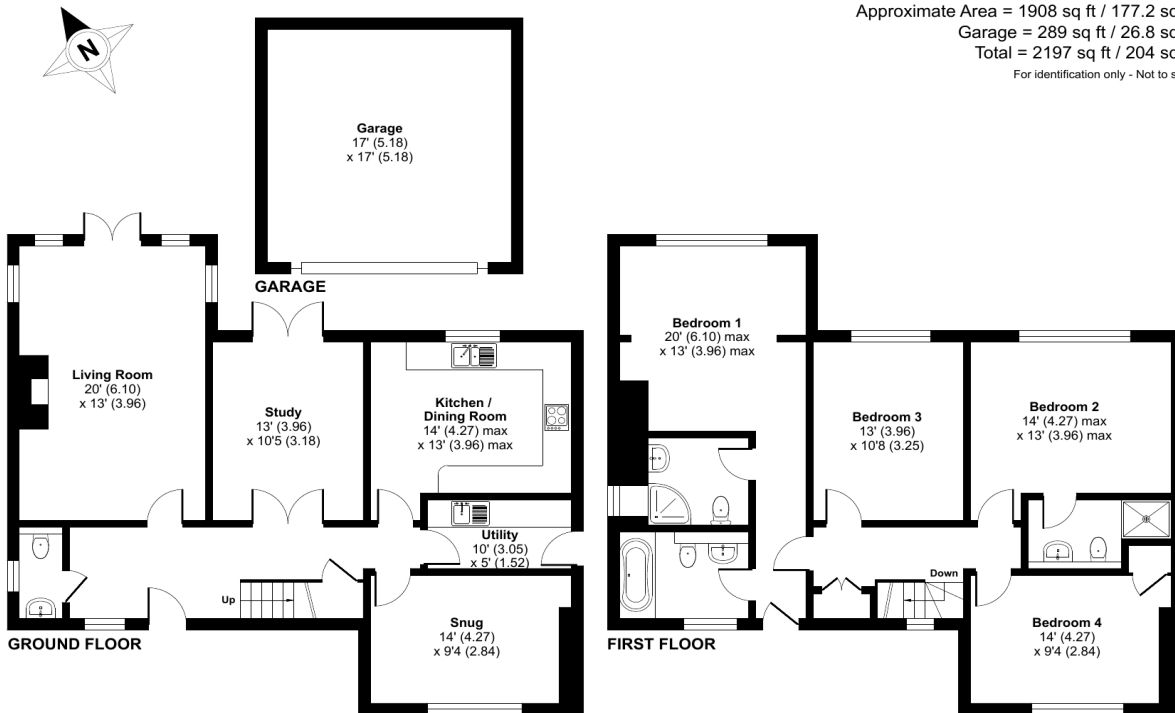 Approximate Area = 1908 sq ft / 177.2 sq
Garage = 289 sq ft / 26.8 sq
Total = 2197 sq ft / 204 sq
For identification only - Not to s
N
Garage
17' (5.18)
x 17' (5.18)
GARAGE
Living Room
20' (6.10)
x 13' (3.96)
Study
13' (3.96)
x 10'5 (3.18)
Kitchen /
Dining Room
14' (4.27) max
x 13' (3.96) max
Utility
10' (3.05)
x 5' (1.52)
Up
Snug
14' (4.27)
x 9'4 (2.84)
GROUND FLOOR
Bedroom 1
20' (6.10) max
x 13' (3.96) max
Bedroom 3
13' (3.96)
x 10'8 (3.25)
Bedroom 2
14' (4.27) max
x 13' (3.96) max
Down
Bedroom 4
14' (4.27)
x 9'4 (2.84)
FIRST FLOOR